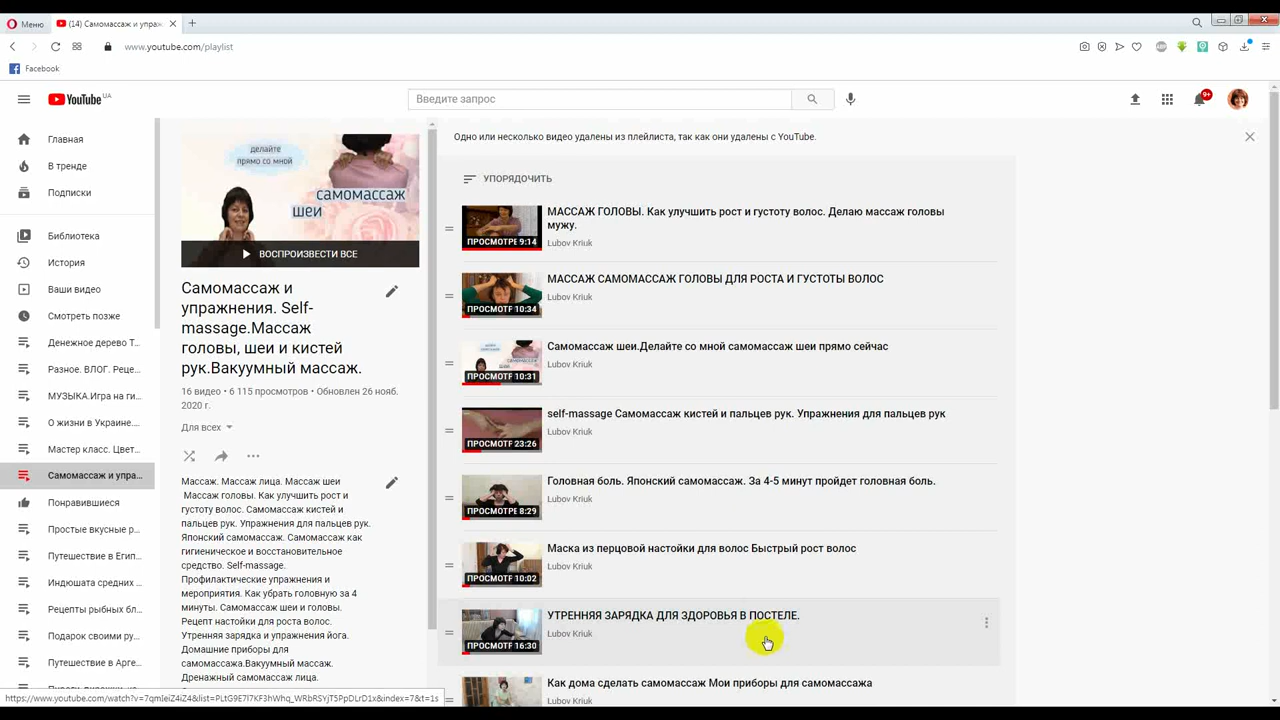 Меню
(14) Самомассаж и упраж
www.youtube.com/playlist
Facebook
YouTube UA
Введите запрос
9+
Главная
В тренде
Подписки
Библиотека
История
Ваши видео
Смотреть позже
Денежное дерево Т...
Разное. ВЛОГ. Реце...
МУЗЫКА.Игра на ги...
О жизни в Украине....
Мастер класс. Цвет...
Самомассаж и упра...
Понравившиеся
Простые вкусные р...
Путешествие в Егип...
Индюшата средних ...
Рецепты рыбных бл...
Подарок своими ру...
Путешествие в Арге...
делайте
прямо со мной
самомассаж
шеи
ВОСПРОИЗВЕСТИ ВСЕ
Самомассаж и
упражнения. Self-
massage.Массаж
головы, шеи и кистей
рук.Вакуумный массаж.
16 видео • 6 115 просмотров • Обновлен 26 нояб.
2020 г.
Для всех
Массаж. Массаж лица. Массаж шеи
Массаж головы. Как улучшить рост и
густоту волос. Самомассаж кистей и
пальцев рук. Упражнения для пальцев рук.
Японский самомассаж. Самомассаж как
гигиеническое и восстановительное
средство. Self-massage.
Профилактические упражнения и
мероприятия. Как убрать головную за 4
минуты. Самомассаж шеи и головы.
Рецепт настойки для роста волос.
Утренняя зарядка и упражнения йога.
Домашние приборы для
самомассажа.Вакуумный массаж.
Дренажный самомассаж лица.
Одно или несколько видео удалены из плейлиста, так как они удалены с YouTube.
УПОРЯДОЧИТЬ
ПРОСМОТРЕ 9:14
МАССАЖ ГОЛОВЫ. Как улучшить рост и густоту волос. Делаю массаж головы
мужу.
Lubov Kriuk
ПРОСМОТР 10:34
МАССАЖ САМОМАССАЖ ГОЛОВЫ ДЛЯ РОСТА И ГУСТОТЫ ВОЛОС
Lubov Kriuk
ПРОСМОТР 10:31
Самомассаж шеи.Делайте со мной самомассаж шеи прямо сейчас
Lubov Kriuk
ПРОСМОТР 23:26
self-massage Самомассаж кистей и пальцев рук. Упражнения для пальцев рук
Lubov Kriuk
ПРОСМОТРЕ 8:29
Головная боль. Японский самомассаж. За 4-5 минут пройдет головная боль.
Lubov Kriuk
ПРОСМОТР 10:02
Маска из перцовой настойки для волос Быстрый рост волос
Lubov Kriuk
ПРОСМОТР 16:30
УТРЕННЯЯ ЗАРЯДКА ДЛЯ ЗДОРОВЬЯ В ПОСТЕЛЕ.
Lubov Kriuk
Как дома сделать самомассаж Мои приборы для самомассажа
Lubov Kriuk